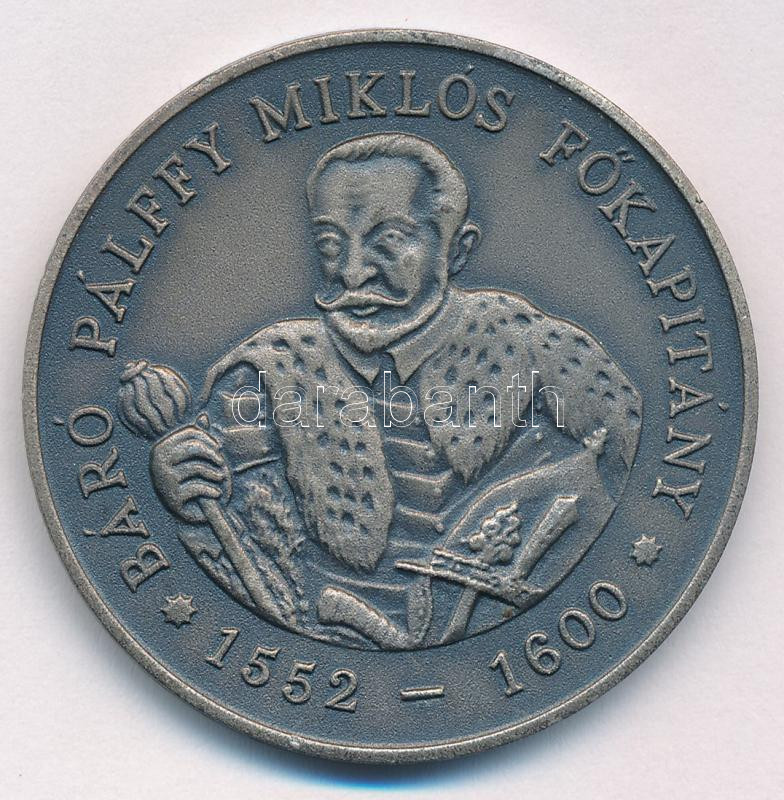 BÁRÓ PÁLFFY MIKLÓS FŐKAPITÁNY
1552 – 1600
darabanth